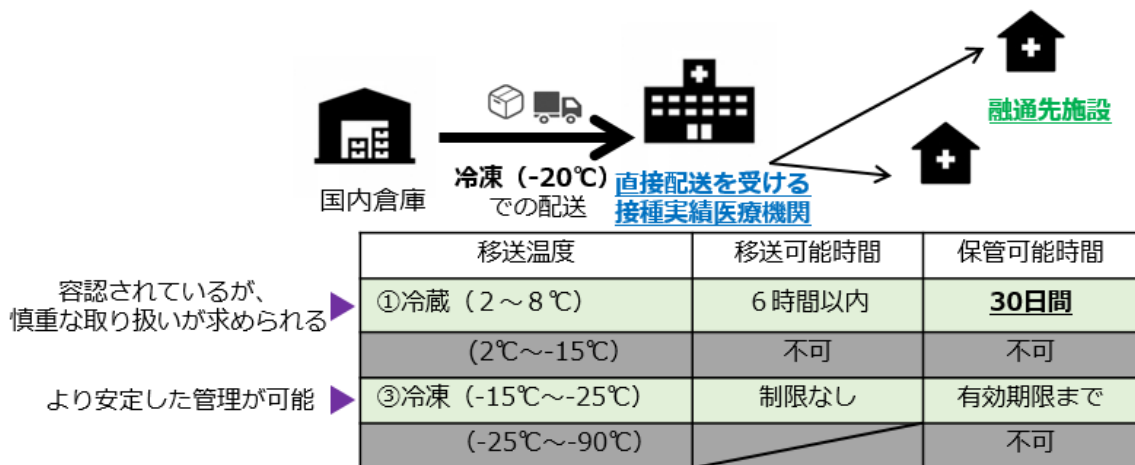 融通先施設
国内倉庫
冷凍（-20℃）
での配送
直接配送を受ける
接種実績医療機関
移送温度 移送可能時間 保管可能時間
容認されているが、
慎重な取り扱いが求められる
①冷蔵（２～８℃） ６時間以内 30日間
(2℃～-15℃) 不可 不可
より安定した管理が可能
③冷凍（-15℃～-25℃） 制限なし 有効期限まで
(-25℃～-90℃) 不可